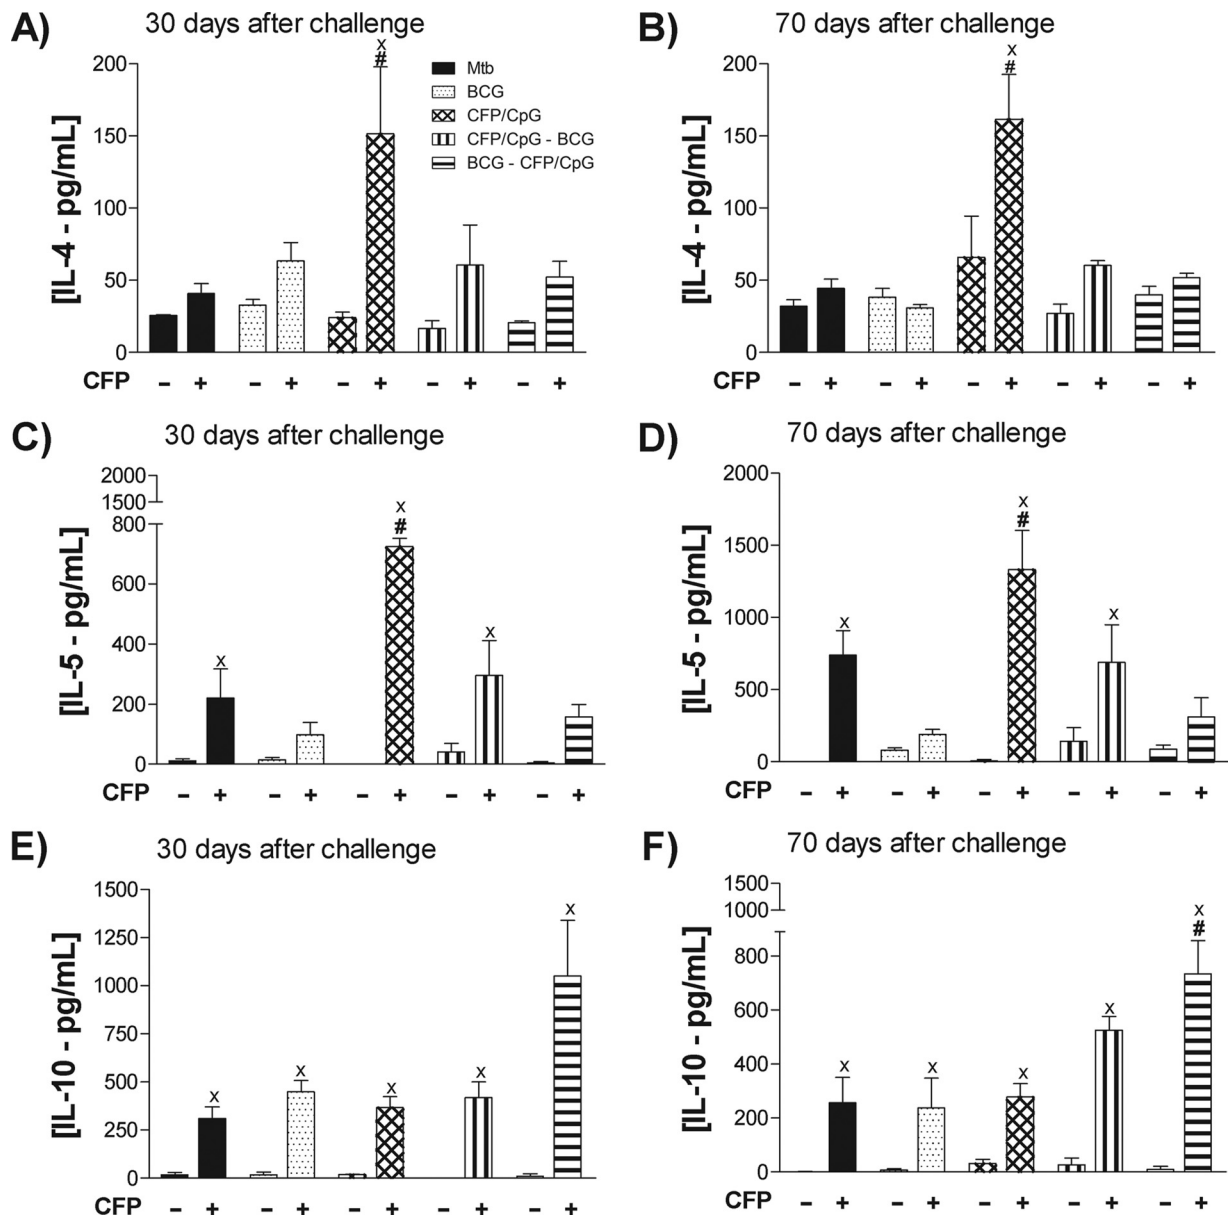 A) 30 days after challenge
x
#
[IL-4 - pg/mL]
200
150
100
50
0
Mtb
BCG
CFP/CpG
CFP/CpG - BCG
BCG - CFP/CpG
CFP - + - + - + - + - +
B) 70 days after challenge
x
#
[IL-4 - pg/mL]
200
150
100
50
0
CFP - + - + - + - + - +
C) 30 days after challenge
[IL-5 - pg/mL]
2000
1500
800
600
400
200
0
x
x
#
x
CFP - + - + - + - + - +
D) 70 days after challenge
[IL-5 - pg/mL]
2000
1500
1000
500
0
x
x
#
x
CFP - + - + - + - + - +
E) 30 days after challenge
[IL-10 - pg/mL]
1500
1250
1000
750
500
250
0
x x x x x
CFP - + - + - + - + - +
F) 70 days after challenge
[IL-10 - pg/mL]
1500
1000
800
600
400
200
0
x x x x x
#
CFP - + - + - + - + - +